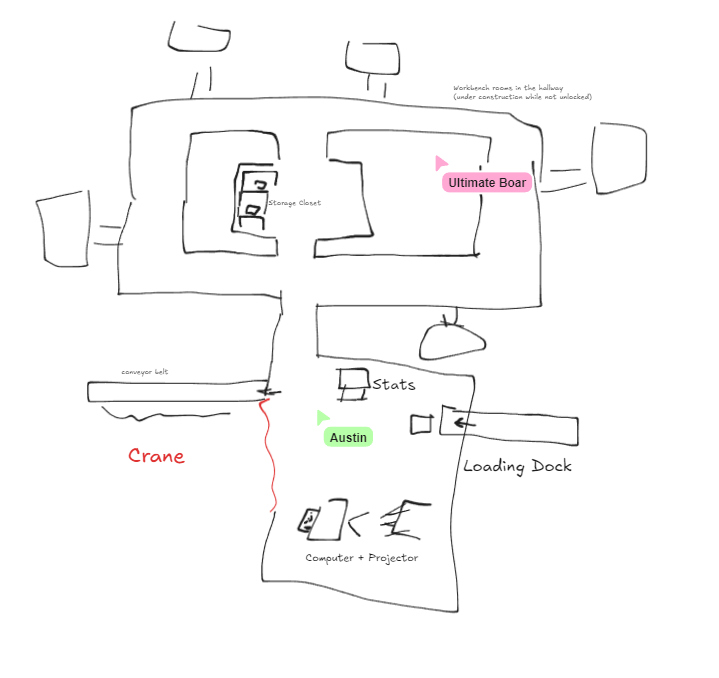 Workbench rooms in the hallway
(under construction while not unlocked)
Ultimate Boar
Storage Closet
conveyor belt
Stats
Austin
Crane
Loading Dock
Computer + Projector